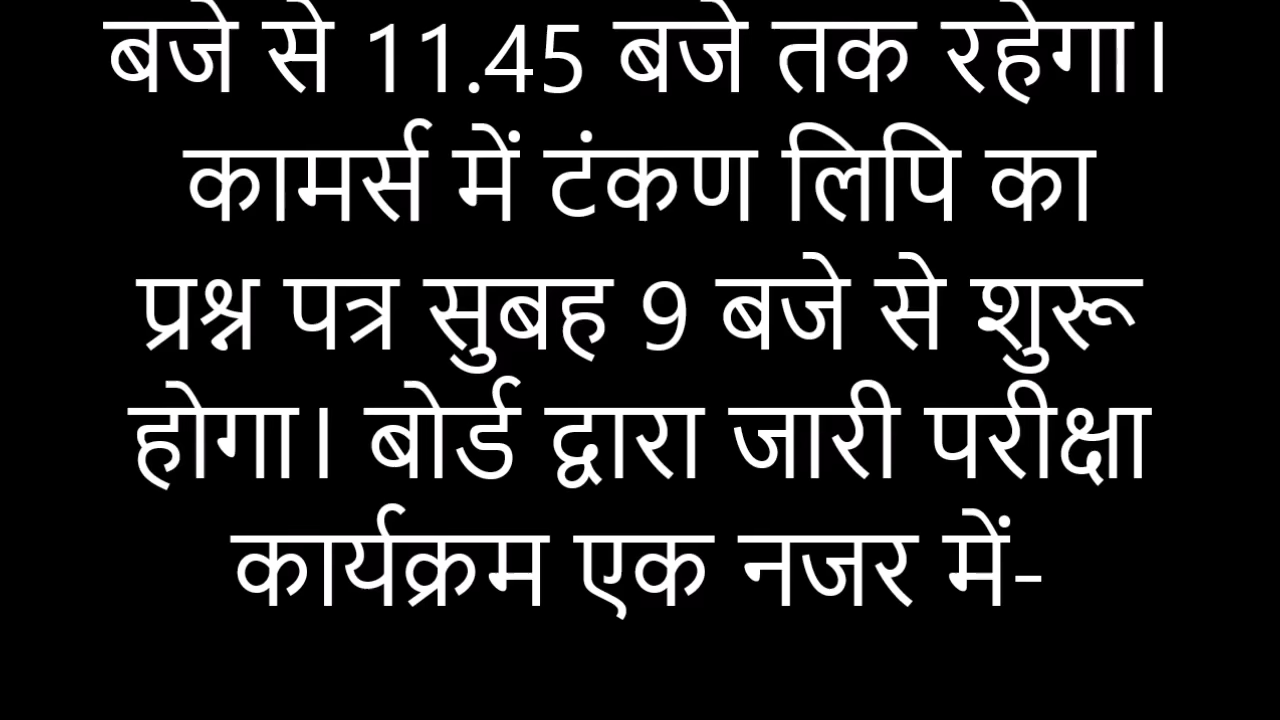 बजे से 11.45 बजे तक रहेगा।
कामर्स में टंकण लिपि का
प्रश्न पत्र सुबह 9 बजे से शुरू
होगा। बोर्ड द्वारा जारी परीक्षा
कार्यक्रम एक नजर में-